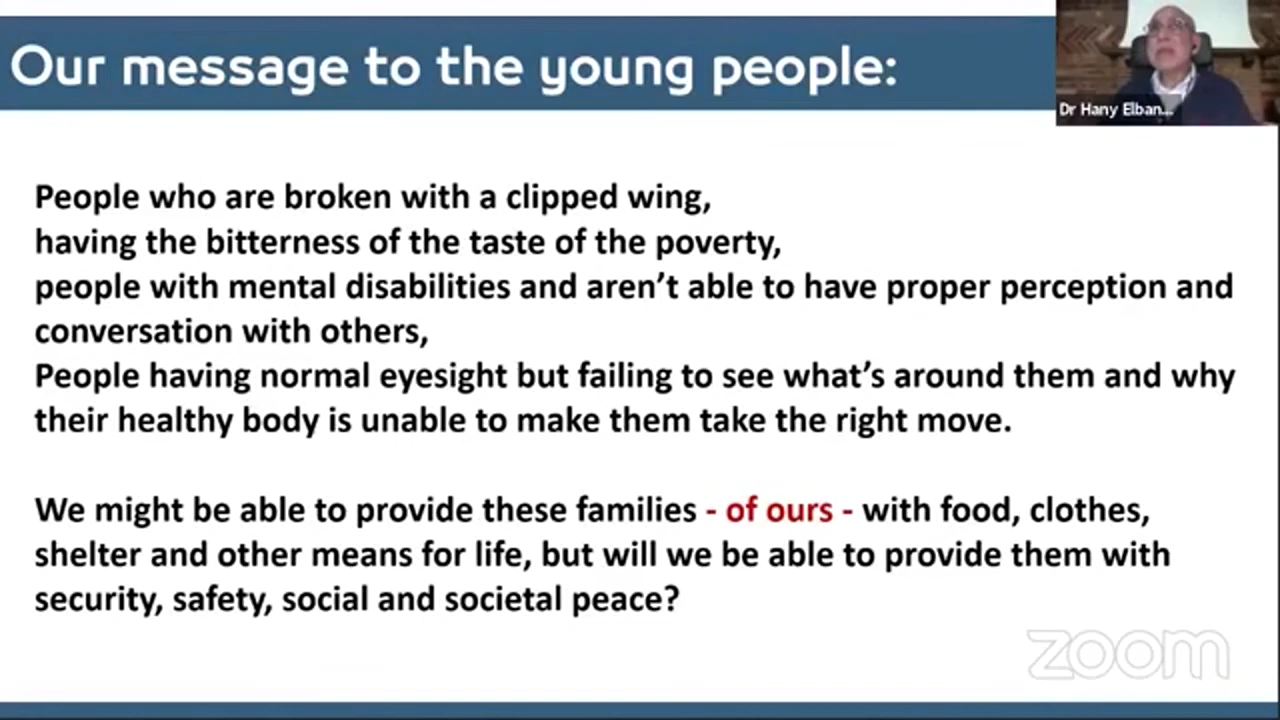 Our message to the young people:
Dr Hany Elban...
People who are broken with a clipped wing,
having the bitterness of the taste of the poverty,
people with mental disabilities and aren't able to have proper perception and
conversation with others,
People having normal eyesight but failing to see what's around them and why
their healthy body is unable to make them take the right move.
We might be able to provide these families - of ours - with food, clothes,
shelter and other means for life, but will we be able to provide them with
security, safety, social and societal peace?
zoom